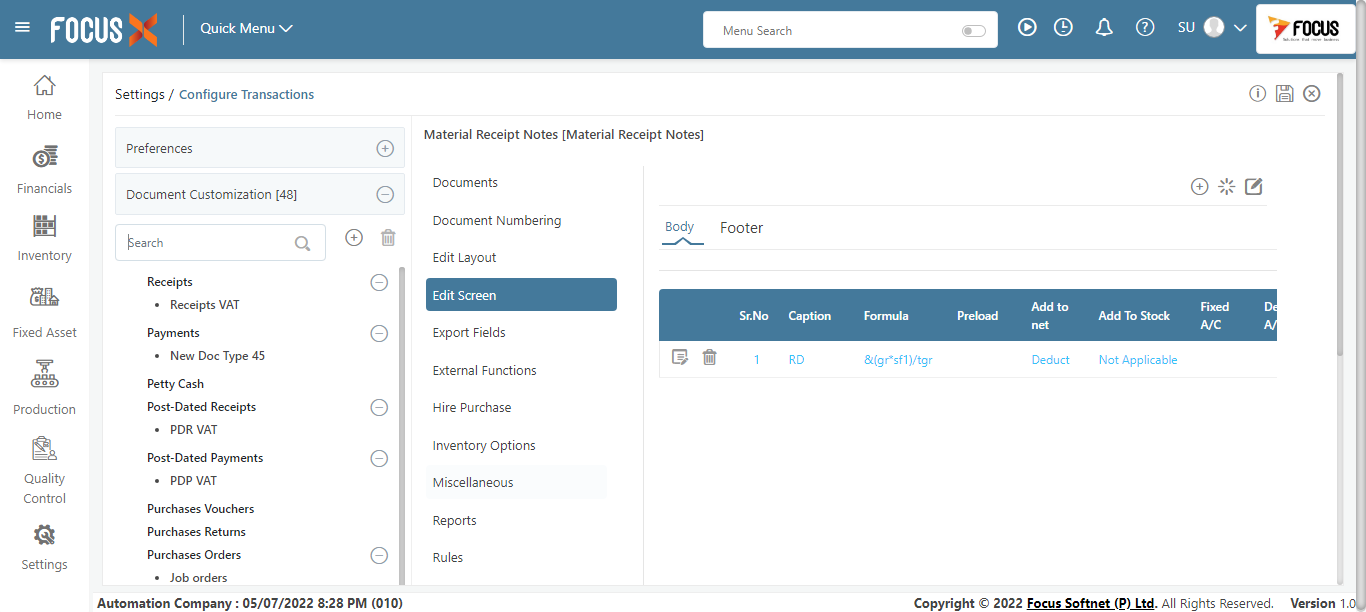 FOCUS X
Quick Menu
Menu Search
?
SU
FOCUS
Home
Financials
Inventory
Fixed Asset
Production
Quality
Control
Settings
Settings / Configure Transactions
Preferences
Document Customization [48]
Search
Receipts
• Receipts VAT
Payments
• New Doc Type 45
Petty Cash
Post-Dated Receipts
• PDR VAT
Post-Dated Payments
• PDP VAT
Purchases Vouchers
Purchases Returns
Purchases Orders
• Job orders
Material Receipt Notes [Material Receipt Notes]
Documents
Document Numbering
Edit Layout
Edit Screen
Export Fields
External Functions
Hire Purchase
Inventory Options
Miscellaneous
Reports
Rules
Body Footer
Sr.No Caption Formula Preload Add to net Add To Stock Fixed A/C De A/
1 RD &(gr*sf1)/tgr Deduct Not Applicable
Automation Company : 05/07/2022 8:28 PM (010)
Copyright © 2022 Focus Softnet (P) Ltd. All Rights Reserved. Version 1.0